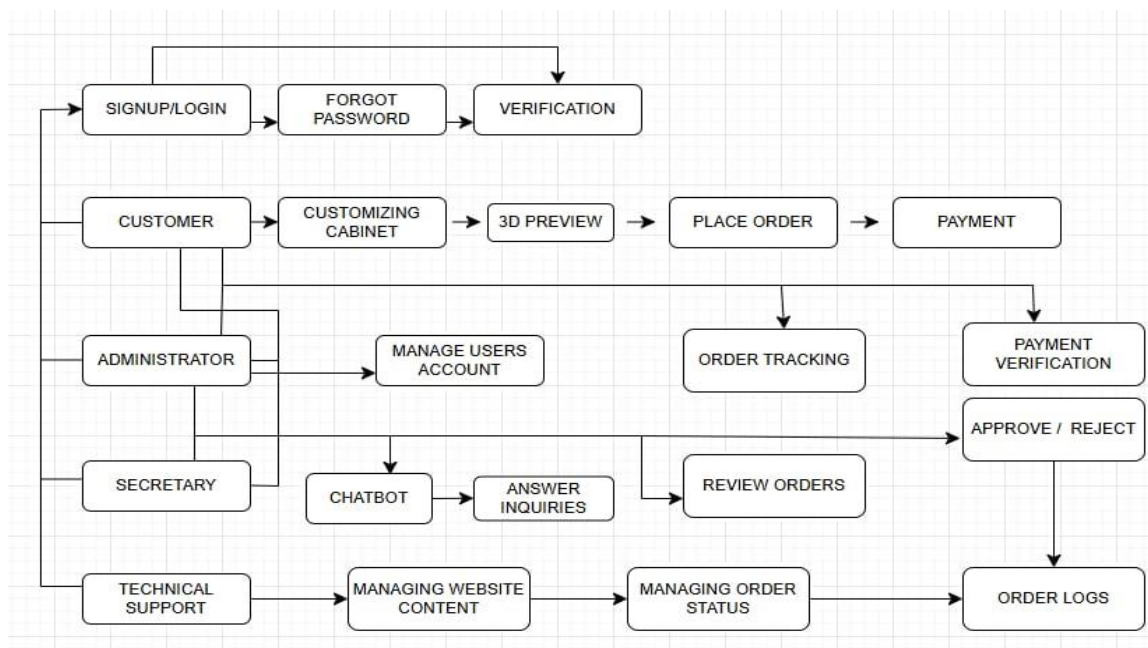 SIGNUP/LOGIN
FORGOT
PASSWORD
VERIFICATION
CUSTOMER
CUSTOMIZING
CABINET
3D PREVIEW
PLACE ORDER
PAYMENT
ADMINISTRATOR
MANAGE USERS
ACCOUNT
ORDER TRACKING
PAYMENT
VERIFICATION
APPROVE / REJECT
SECRETARY
CHATBOT
ANSWER
INQUIRIES
REVIEW ORDERS
TECHNICAL
SUPPORT
MANAGING WEBSITE
CONTENT
MANAGING ORDER
STATUS
ORDER LOGS